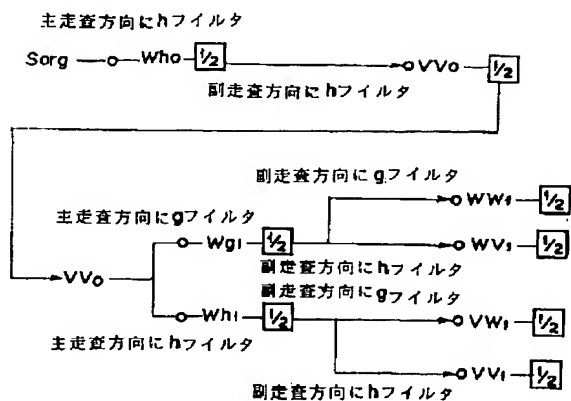 主走査方向にhフィルタ
Sorg Who 1/2 VVo 1/2
副走査方向にhフィルタ
副走査方向にgフィルタ
WW1 1/2
主走査方向にgフィルタ
Wg1 1/2 WV1 1/2
副走査方向にhフィルタ
VVo
副走査方向にgフィルタ
Wh1 1/2 VW1 1/2
主走査方向にhフィルタ
VV1 1/2
副走査方向にhフィルタ